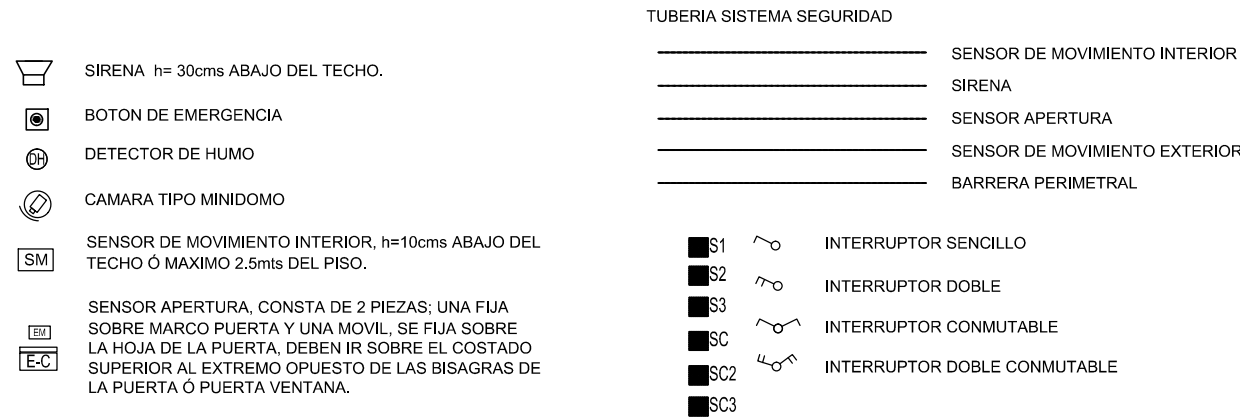 SIRENA h= 30cms ABAJO DEL TECHO.
BOTON DE EMERGENCIA
DH
DETECTOR DE HUMO
CAMARA TIPO MINIDOMO
SM
SENSOR DE MOVIMIENTO INTERIOR, h=10cms ABAJO DEL
TECHO Ó MAXIMO 2.5mts DEL PISO.
EM
E-C
SENSOR APERTURA, CONSTA DE 2 PIEZAS; UNA FIJA
SOBRE MARCO PUERTA Y UNA MOVIL, SE FIJA SOBRE
LA HOJA DE LA PUERTA, DEBEN IR SOBRE EL COSTADO
SUPERIOR AL EXTREMO OPUESTO DE LAS BISAGRAS DE
LA PUERTA Ó PUERTA VENTANA.
TUBERIA SISTEMA SEGURIDAD
SENSOR DE MOVIMIENTO INTERIOR
SIRENA
SENSOR APERTURA
SENSOR DE MOVIMIENTO EXTERIOR
BARRERA PERIMETRAL
S1
INTERRUPTOR SENCILLO
S2
INTERRUPTOR DOBLE
S3
SC
INTERRUPTOR CONMUTABLE
SC2
INTERRUPTOR DOBLE CONMUTABLE
SC3